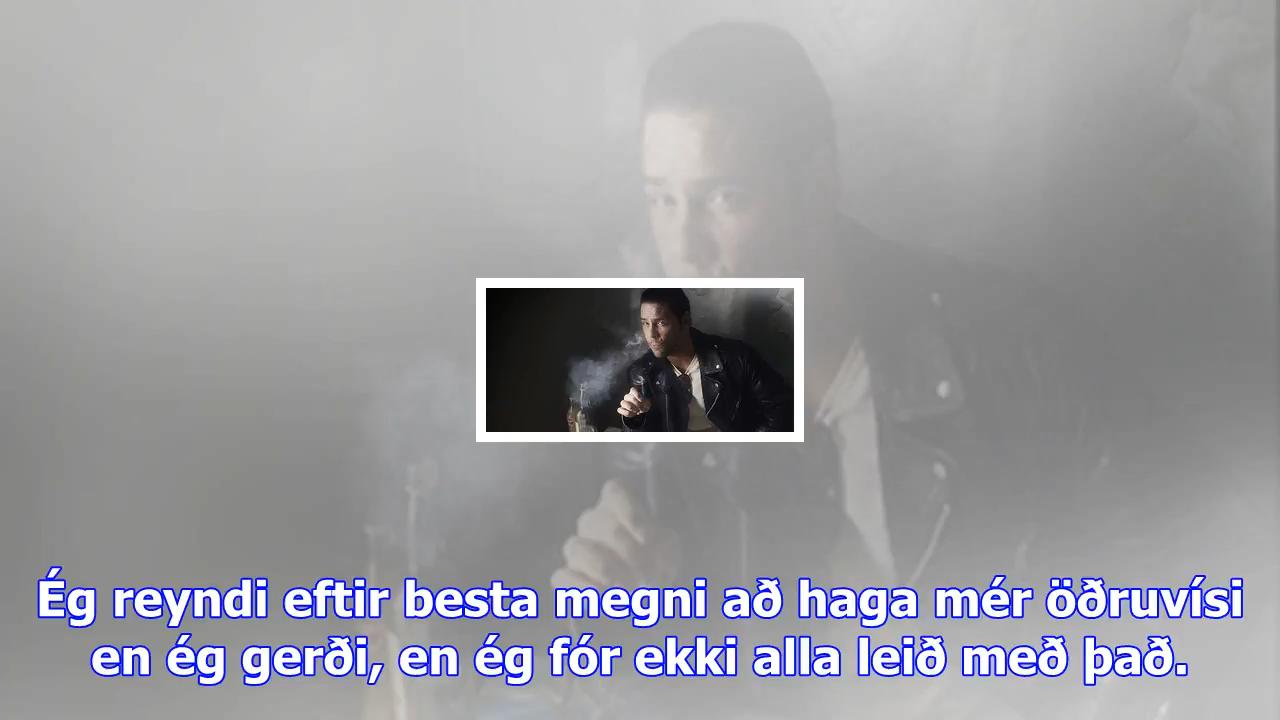 Ég reyndi eftir besta megni að haga mér öðruvísi
en ég gerði, en ég fór ekki alla leið með það.